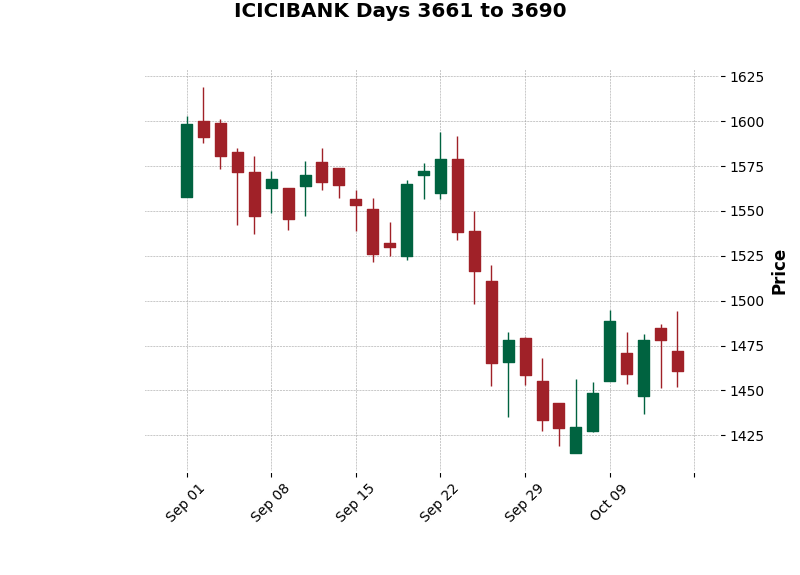 ICICIBANK Days 3661 to 3690
1625
1600
1575
1550
1525
1500
1475
1450
1425
Price
Sep 01
Sep 08
Sep 15
Sep 22
Sep 29
Oct 09